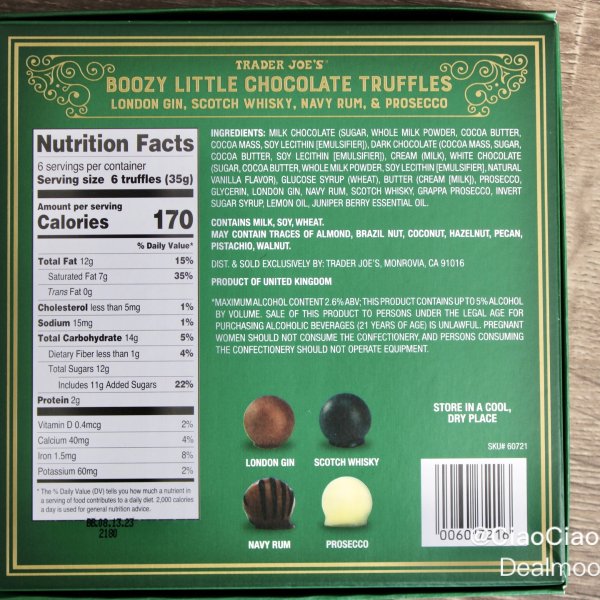 TRADER JOE'S™
BOOZY LITTLE CHOCOLATE TRUFFLES
LONDON GIN, SCOTCH WHISKY, NAVY RUM, & PROSECCO
Nutrition Facts
6 servings per container
Serving size 6 truffles (35g)
Amount per serving
Calories 170
% Daily Value*
Total Fat 12g 15%
Saturated Fat 7g 35%
Trans Fat 0g
Cholesterol less than 5mg 1%
Sodium 15mg 1%
Total Carbohydrate 14g 5%
Dietary Fiber less than 1g 4%
Total Sugars 12g
Includes 11g Added Sugars 22%
Protein 2g
Vitamin D 0.4mcg 2%
Calcium 40mg 4%
Iron 1.5mg 8%
Potassium 60mg 2%
* The % Daily Value (DV) tells you how much a nutrient in
a serving of food contributes to a daily diet. 2,000 calories
a day is used for general nutrition advice.
BB.08.13.23
2180
INGREDIENTS: MILK CHOCOLATE (SUGAR, WHOLE MILK POWDER, COCOA BUTTER,
COCOA MASS, SOY LECITHIN [EMULSIFIER]), DARK CHOCOLATE (COCOA MASS, SUGAR,
COCOA BUTTER, SOY LECITHIN [EMULSIFIER), CREAM (MILK), WHITE CHOCOLATE
(SUGAR, COCOA BUTTER, WHOLE MILK POWDER, SOY LECITHIN [EMULSIFIER], NATURAL
VANILLA FLAVOR), GLUCOSE SYRUP (WHEAT), BUTTER (CREAM [MILK]), PROSECCO,
GLYCERIN, LONDON GIN, NAVY RUM, SCOTCH WHISKY, GRAPPA PROSECCO, INVERT
SUGAR SYRUP, LEMON OIL, JUNIPER BERRY ESSENTIAL OIL.
CONTAINS MILK, SOY, WHEAT.
MAY CONTAIN TRACES OF ALMOND, BRAZIL NUT, COCONUT, HAZELNUT, PECAN,
PISTACHIO, WALNUT.
DIST. & SOLD EXCLUSIVELY BY: TRADER JOE'S, MONROVIA, CA 91016
PRODUCT OF UNITED KINGDOM
*MAXIMUM ALCOHOL CONTENT 2.6% ABV; THIS PRODUCT CONTAINS UP TO 5% ALCOHOL
BY VOLUME. SALE OF THIS PRODUCT TO PERSONS UNDER THE LEGAL AGE FOR
PURCHASING ALCOHOLIC BEVERAGES (21 YEARS OF AGE) IS UNLAWFUL. PREGNANT
WOMEN SHOULD NOT CONSUME THE CONFECTIONERY, AND PERSONS CONSUMING
THE CONFECTIONERY SHOULD NOT OPERATE EQUIPMENT.
STORE IN A COOL,
DRY PLACE
SKU# 60721
LONDON GIN
SCOTCH WHISKY
NAVY RUM
PROSECCO
@CiaoCiao
Dealmoo